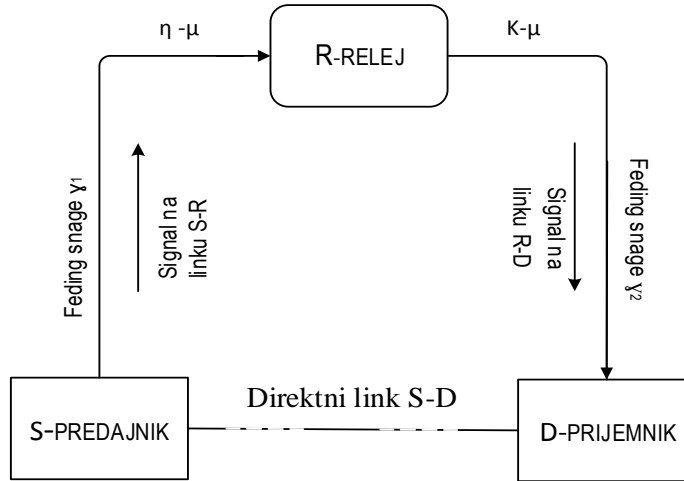 η -μ
R-RELEJ
K-μ
Feding snage γ1
Signal na
linku S-R
Signal na
linku R-D
Feding snage γ2
Direktni link S-D
S-PREDAJNIK
D-PRIJEMNIK